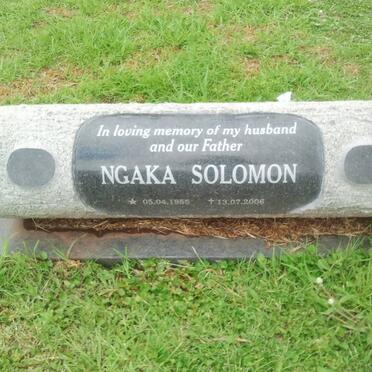 In loving memory of my husband
and our Father
NGAKA SOLOMON
★ 05.04.1955 ✝ 13.07.2006